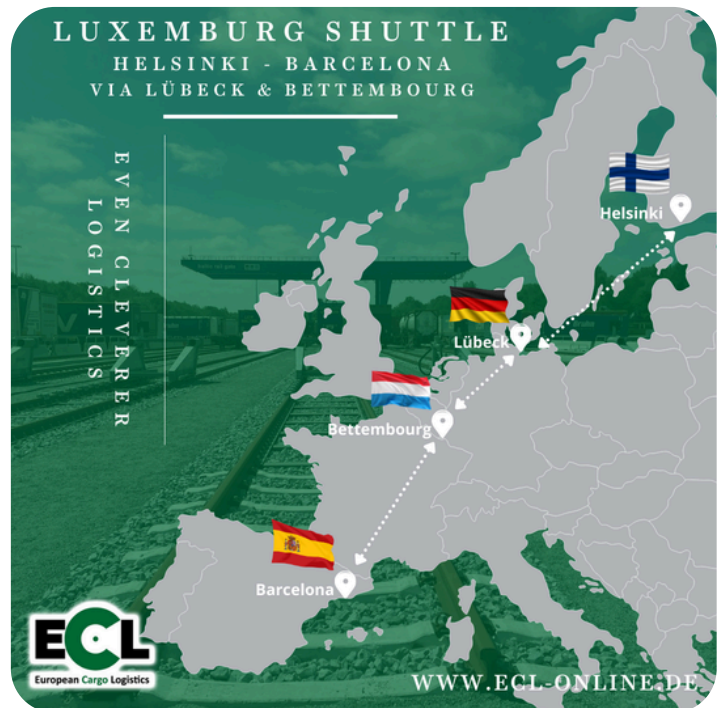 LUXEMBURG SHUTTLE
HELSINKI - BARCELONA
VIA LÜBECK & BETTEMBOURG
EVEN CLEVERER
LOGISTICS
Helsinki
Lübeck
Bettembourg
Barcelona
ECL
European Cargo Logistics
WWW.ECL-ONLINE.DE